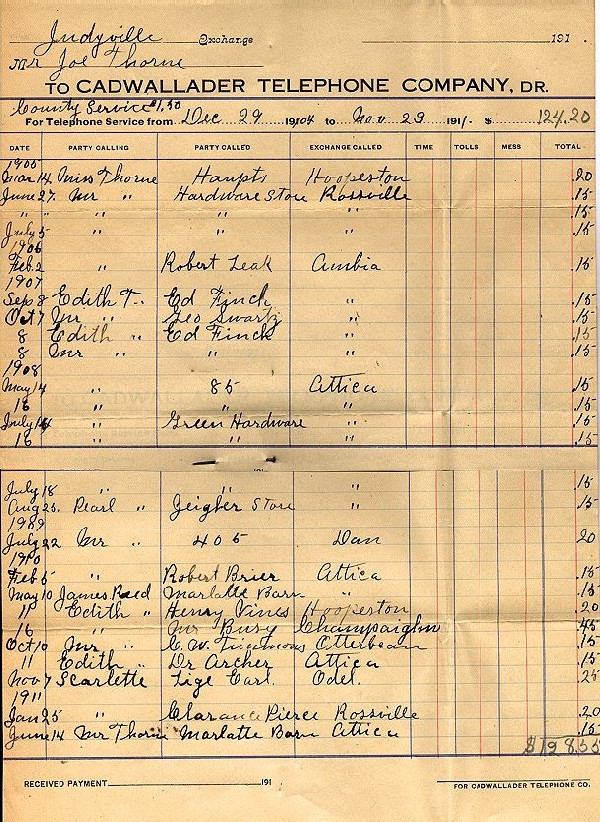 Judyville Exchange 191
Mr Joe Thorne
TO CADWALLADER TELEPHONE COMPANY, DR.
County Service $1.50
For Telephone Service from Dec 29 1904 to Nov 29 1911. $ 124.20
DATE PARTY CALLING PARTY CALLED EXCHANGE CALLED TIME TOLLS MESS TOTAL
1905
Mar 14 Miss Thorne Haupts Hoopeston .20
June 27. Mr " Hardware Store Rossville .15
" " " " " .15
July 5 " " " .15
1906
Feb. 2 Robert Leak Ambia .15
1907
Sep 8 Edith T.. Ed Finch " .15
Oct 7 Mr " Geo Swartz " .15
8 Edith " Ed Finck " .15
8 Mr " " " .15
1908
May 14 " 85 Attica .15
16 " " " .15
July 14 " Green Hardware " .15
16 " " " .15
191
July 18 " " " .15
Aug 25. Pearl " Zeigler Store " .15
1909
July 22 Mr " 405 Dan 20
1910
Feb 5 " Robert Brier Attica .15
May 10 James Reed Marlatte Barn " .15
11 Edith " Henry Vines Hoopeston .20
16 " Mr Busy Champaighn .45
Oct 10 Mr " C. W. Otterbeam .15
11 Edith " Dr Archer Attica .15
Nov 7 Scarlette Tige Earl. Odel. .25
1911
Jan 25 " Clarance Pierce Rossville .20
June 14 Mr Thorne Marlatte Barn Attica .15
$128.55
RECEIVED PAYMENT 191 FOR CADWALLADER TELEPHONE CO.